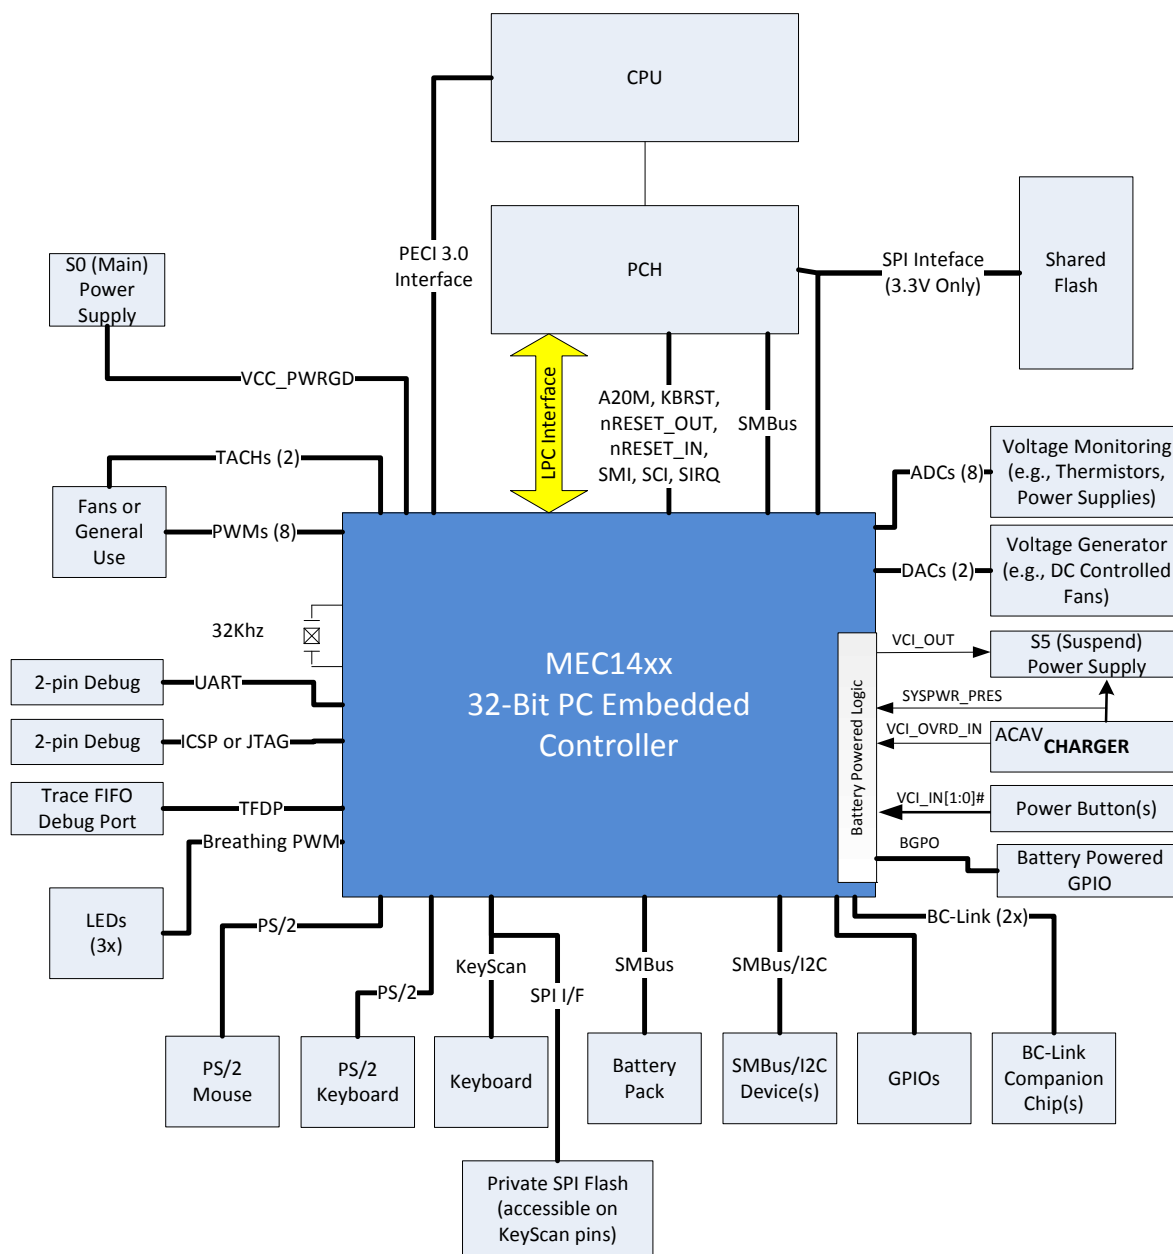 CPU
PECI 3.0
Interface
PCH
SPI Inteface
(3.3V Only)
Shared
Flash
S0 (Main)
Power
Supply
VCC_PWRGD
LPC Interface
A20M, KBRST,
nRESET_OUT,
nRESET_IN,
SMI, SCI, SIRQ
SMBus
TACHs (2)
Fans or
General
Use
PWMs (8)
ADCs (8)
Voltage Monitoring
(e.g., Thermistors,
Power Supplies)
DACs (2)
Voltage Generator
(e.g., DC Controlled
Fans)
32Khz
MEC14xx
32-Bit PC Embedded
Controller
Battery Powered Logic
VCI_OUT
S5 (Suspend)
Power Supply
SYSPWR_PRES
VCI_OVRD_IN
ACAV
CHARGER
VCI_IN[1:0]#
Power Button(s)
BGPO
Battery Powered
GPIO
2-pin Debug
UART
2-pin Debug
ICSP or JTAG
Trace FIFO
Debug Port
TFDP
Breathing PWM
LEDs
(3x)
PS/2
PS/2
KeyScan
SPI I/F
SMBus
SMBus/I2C
BC-Link (2x)
PS/2
Mouse
PS/2
Keyboard
Keyboard
Battery
Pack
SMBus/I2C
Device(s)
GPIOs
BC-Link
Companion
Chip(s)
Private SPI Flash
(accessible on
KeyScan pins)